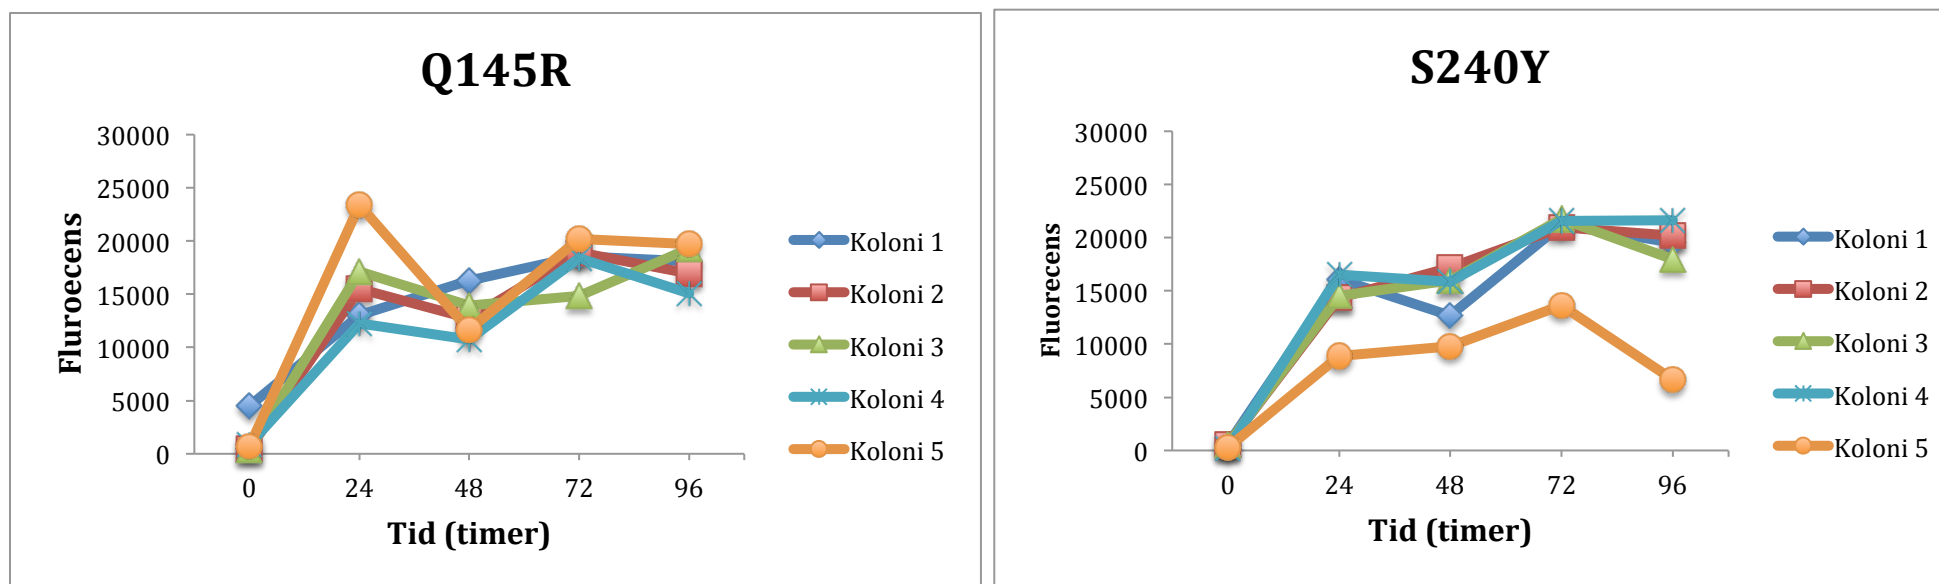 Q145R
30000
25000
20000
15000
10000
5000
0
Fluroecens
0 24 48 72 96
Tid (timer)
Koloni 1
Koloni 2
Koloni 3
Koloni 4
Koloni 5
S240Y
30000
25000
20000
15000
10000
5000
0
Fluorecens
0 24 48 72 96
Tid (timer)
Koloni 1
Koloni 2
Koloni 3
Koloni 4
Koloni 5